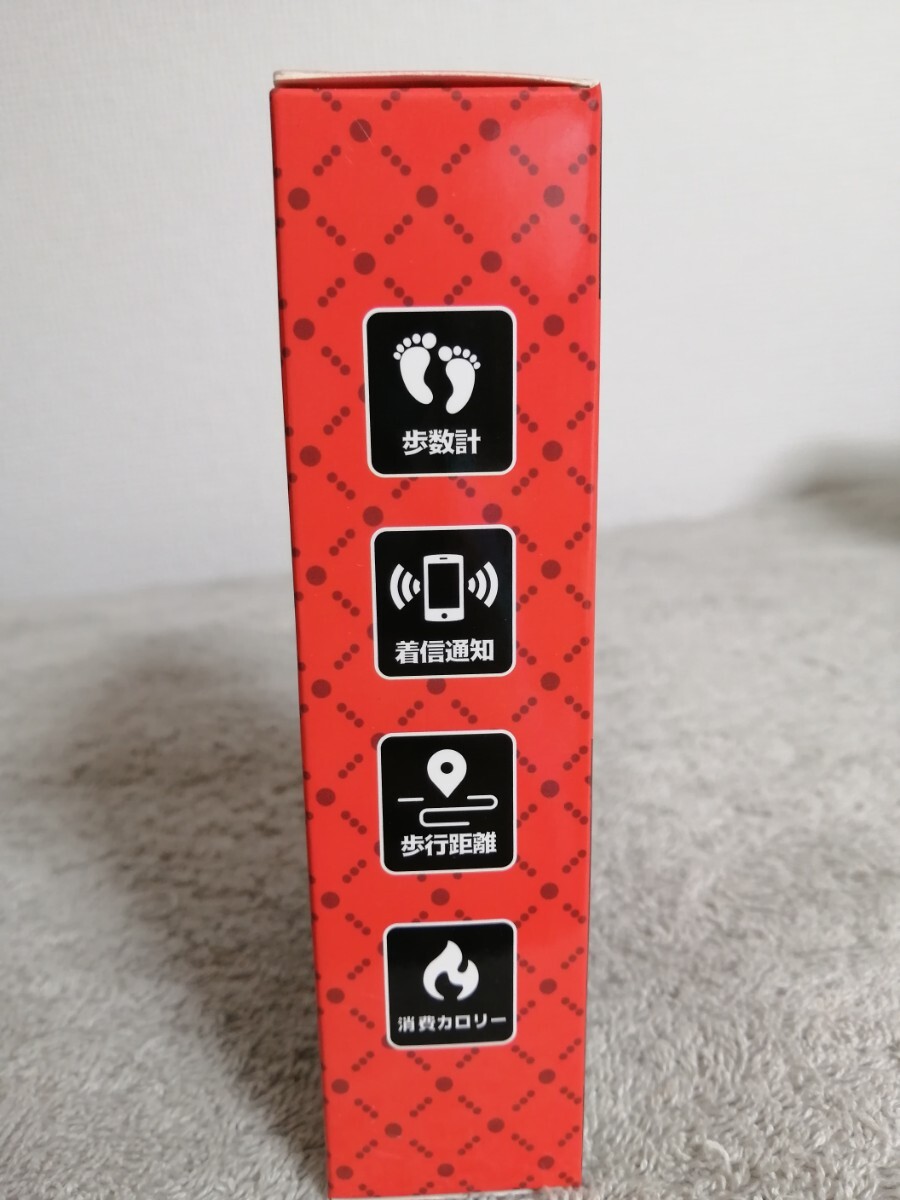 歩数計
着信通知
歩行距離
消費カロリー